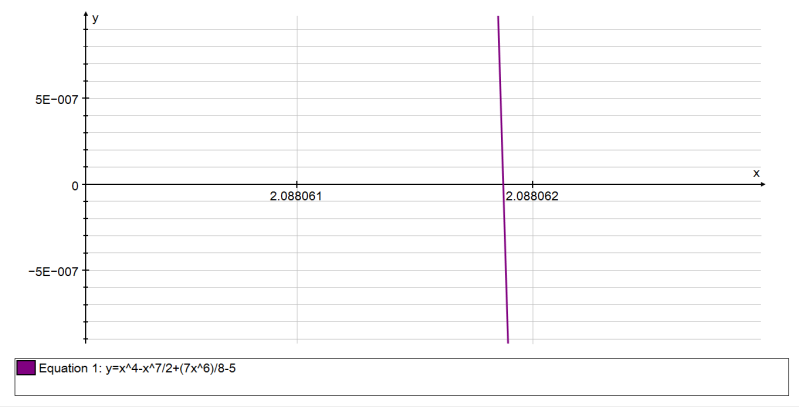 y
5E−007
x
0
2.088061
2.088062
−5E−007
Equation 1: y=x^4-x^7/2+(7x^6)/8-5